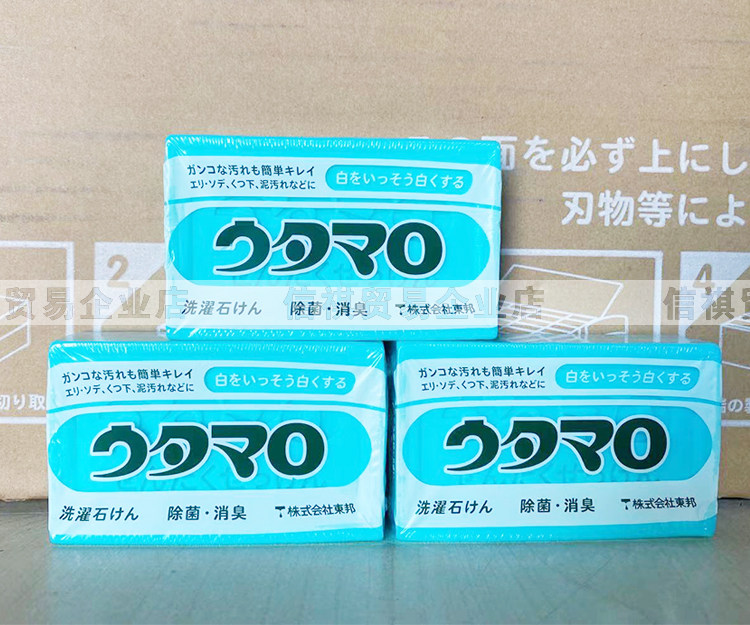 の面を必ず上にし
刃物等によ
2
4
ガンコな汚れも簡単キレイ
エリ・ソデ、くつ下、泥汚れなどに
白をいっそう白くする
ウタマロ
洗濯石けん 除菌・消臭 株式会社東邦
贸易企业店 信祺贸易企业店 信祺贸
切り取
ガンコな汚れも簡単キレイ
エリ・ソデ、くつ下、泥汚れなどに
白をいっそう白くする
ウタマロ
洗濯石けん 除菌・消臭 株式会社東邦
ガンコな汚れも簡単キレイ
エリ・ソデ、くつ下、泥汚れなどに
白をいっそう白くする
ウタマロ
洗濯石けん 除菌・消臭 株式会社東邦